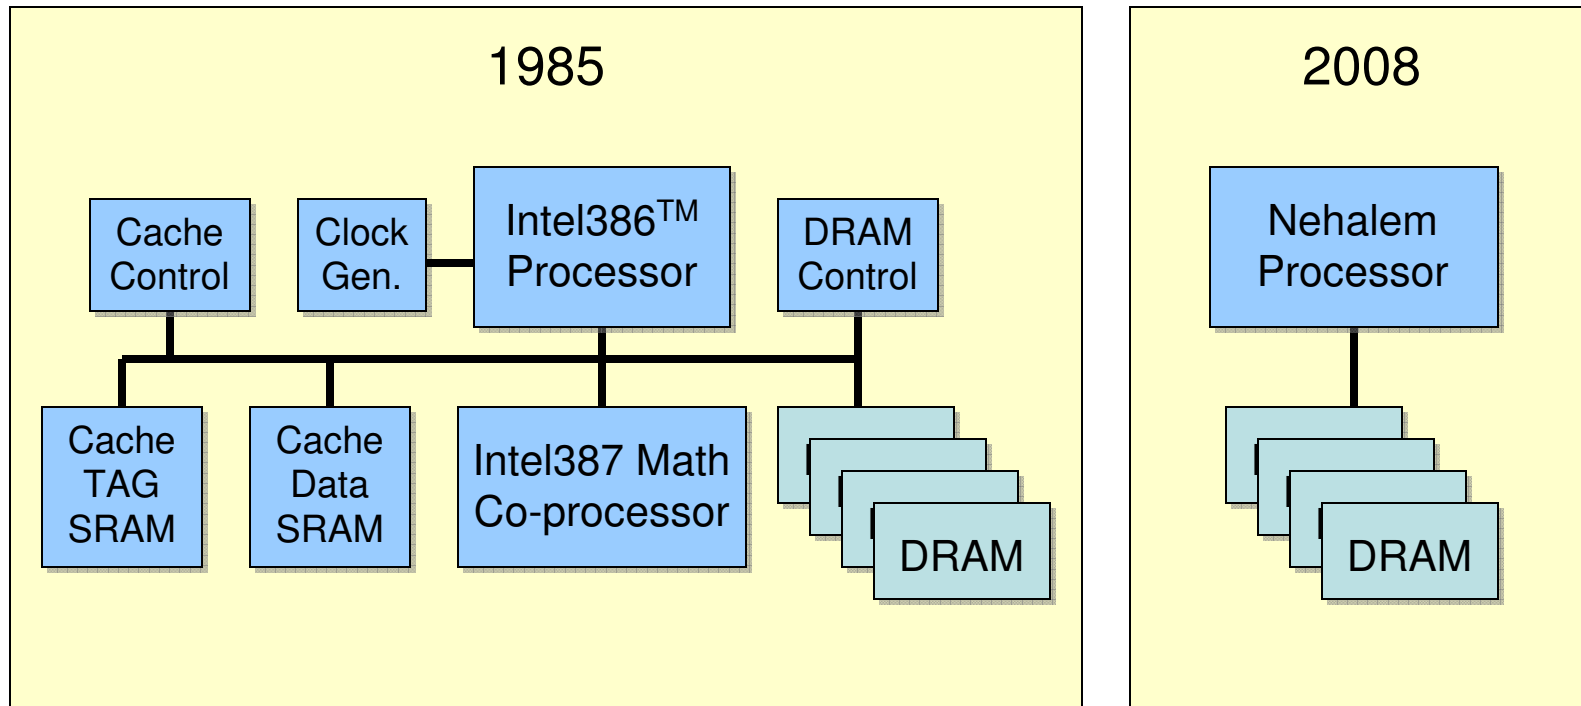 1985
2008
Cache
Control
Clock
Gen.
Intel386™
Processor
DRAM
Control
Nehalem
Processor
Cache
TAG
SRAM
Cache
Data
SRAM
Intel387 Math
Co-processor
DRAM
DRAM